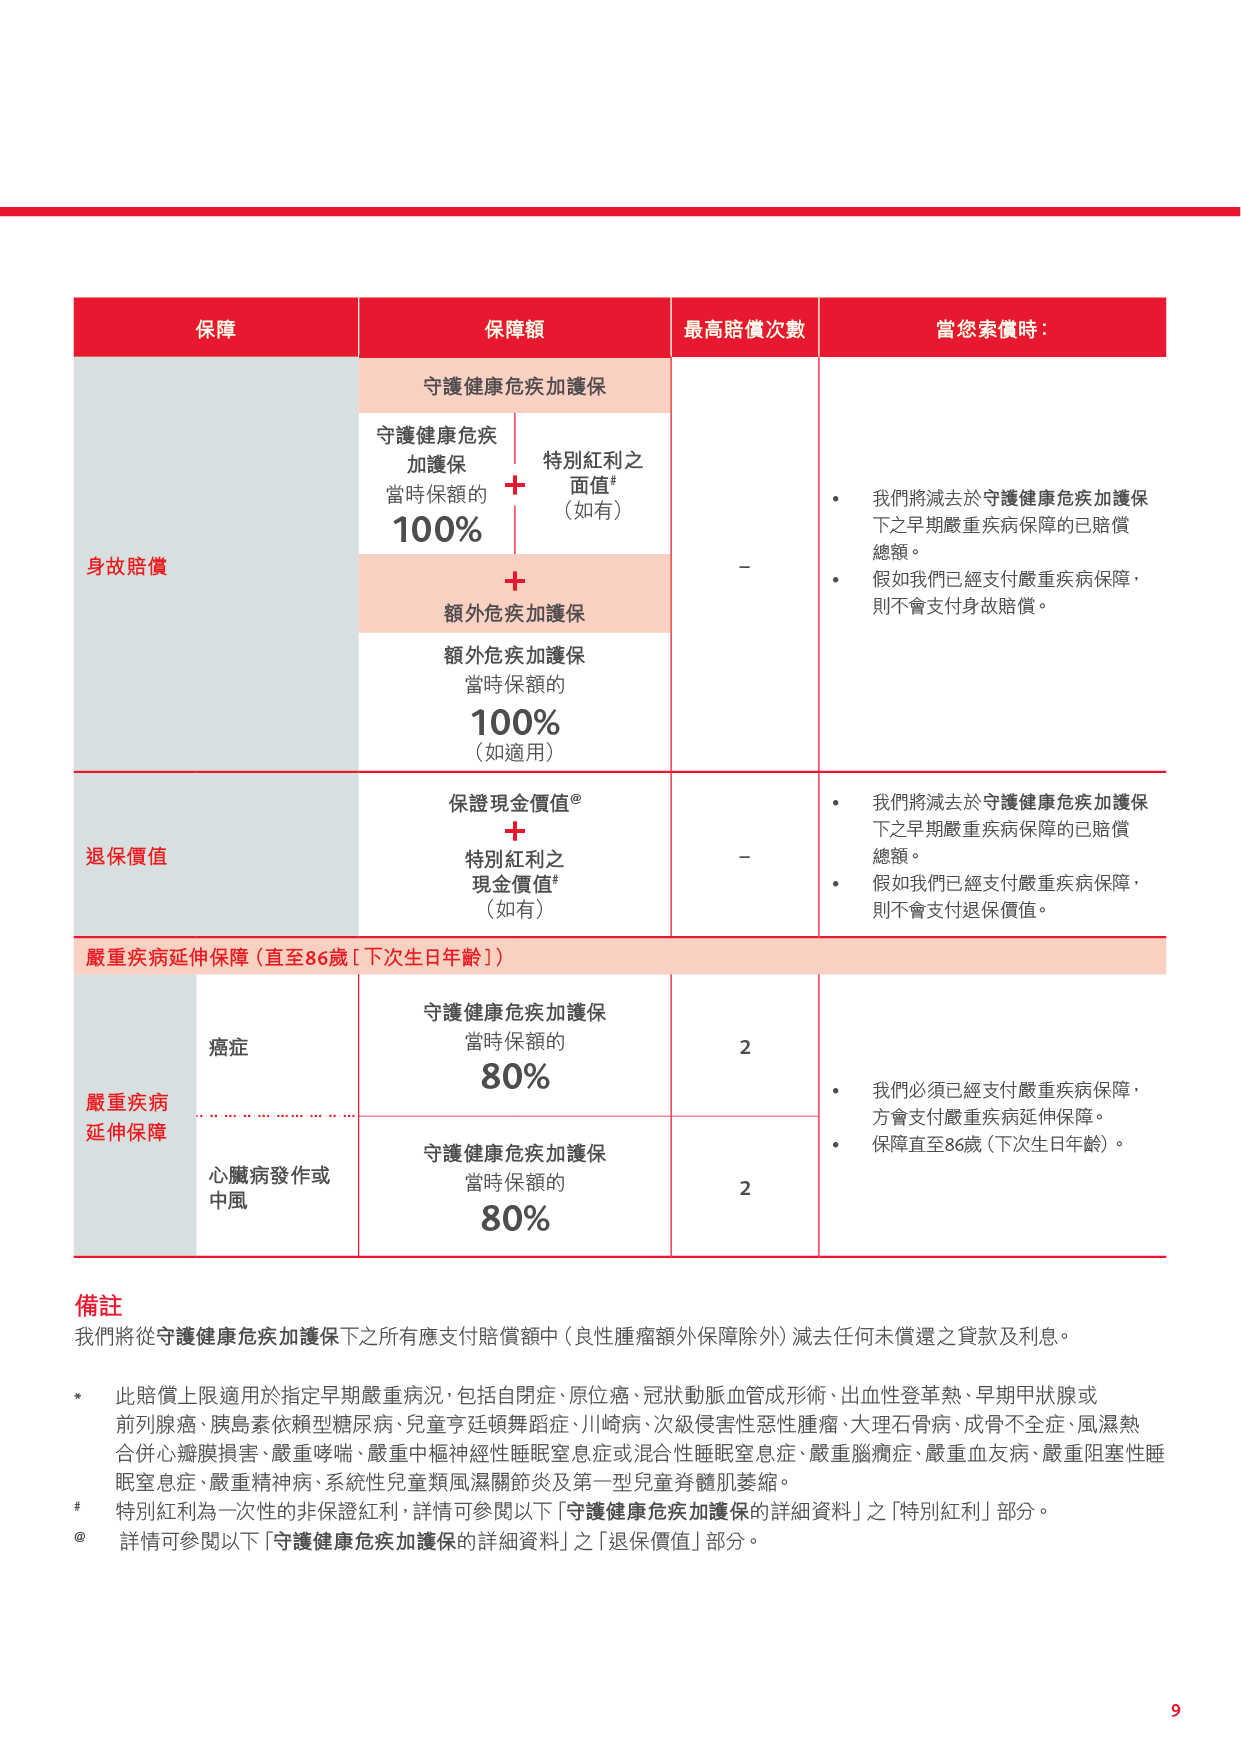 保障 保障額 最高賠償次數 當您索償時：
身故賠償
守護健康危疾加護保
守護健康危疾
加護保
當時保額的
100%
+
特別紅利之
面值#
（如有）
+
額外危疾加護保
額外危疾加護保
當時保額的
100%
（如適用）
–
• 我們將減去於守護健康危疾加護保
下之早期嚴重疾病保障的已賠償
總額。
• 假如我們已經支付嚴重疾病保障，
則不會支付身故賠償。
退保價值
保證現金價值@
+
特別紅利之
現金價值#
（如有）
–
• 我們將減去於守護健康危疾加護保
下之早期嚴重疾病保障的已賠償
總額。
• 假如我們已經支付嚴重疾病保障，
則不會支付退保價值。
嚴重疾病延伸保障（直至86歲[下次生日年齡]）
嚴重疾病
延伸保障
癌症
守護健康危疾加護保
當時保額的
80%
2
心臟病發作或
中風
守護健康危疾加護保
當時保額的
80%
2
• 我們必須已經支付嚴重疾病保障，
方會支付嚴重疾病延伸保障。
• 保障直至86歲（下次生日年齡）。
備註
我們將從守護健康危疾加護保下之所有應支付賠償額中（良性腫瘤額外保障除外）減去任何未償還之貸款及利息。
* 此賠償上限適用於指定早期嚴重病況，包括自閉症、原位癌、冠狀動脈血管成形術、出血性登革熱、早期甲狀腺或
前列腺癌、胰島素依賴型糖尿病、兒童亨廷頓舞蹈症、川崎病、次級侵害性惡性腫瘤、大理石骨病、成骨不全症、風濕熱
合併心瓣膜損害、嚴重哮喘、嚴重中樞神經性睡眠窒息症或混合性睡眠窒息症、嚴重腦癇症、嚴重血友病、嚴重阻塞性睡
眠窒息症、嚴重精神病、系統性兒童類風濕關節炎及第一型兒童脊髓肌萎縮。
# 特別紅利為一次性的非保證紅利，詳情可參閱以下「守護健康危疾加護保的詳細資料」之「特別紅利」部分。
@ 詳情可參閱以下「守護健康危疾加護保的詳細資料」之「退保價值」部分。
9